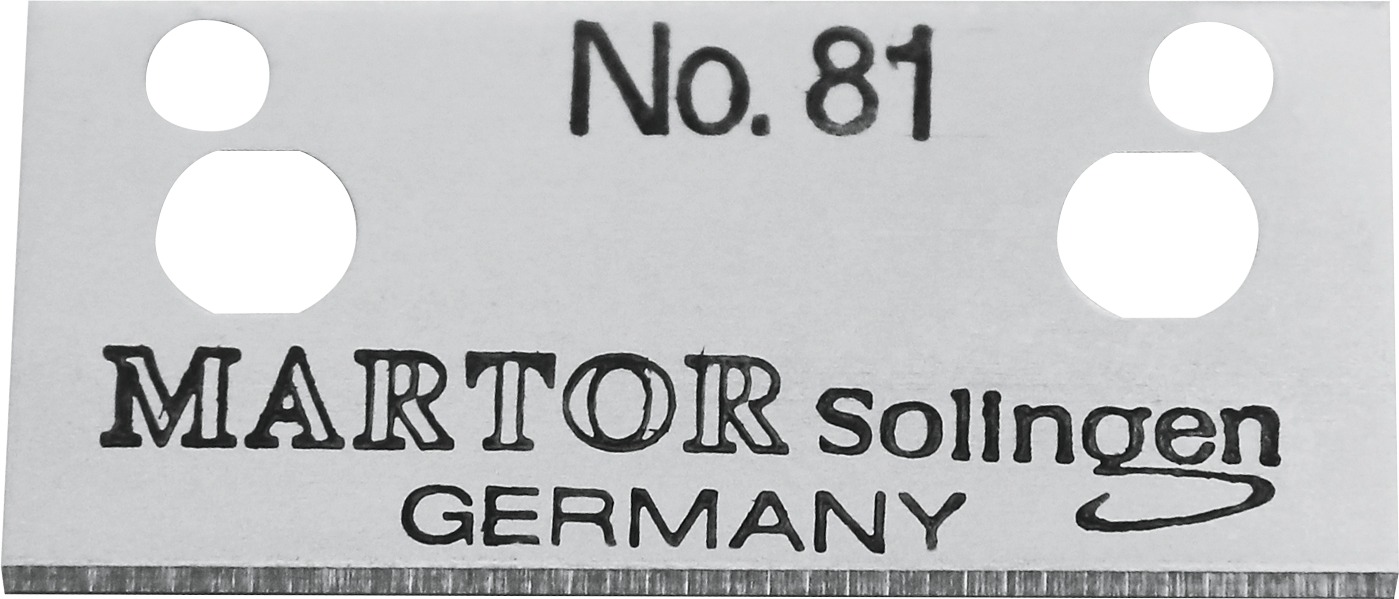 No. 81
MARTOR Solingen
GERMANY